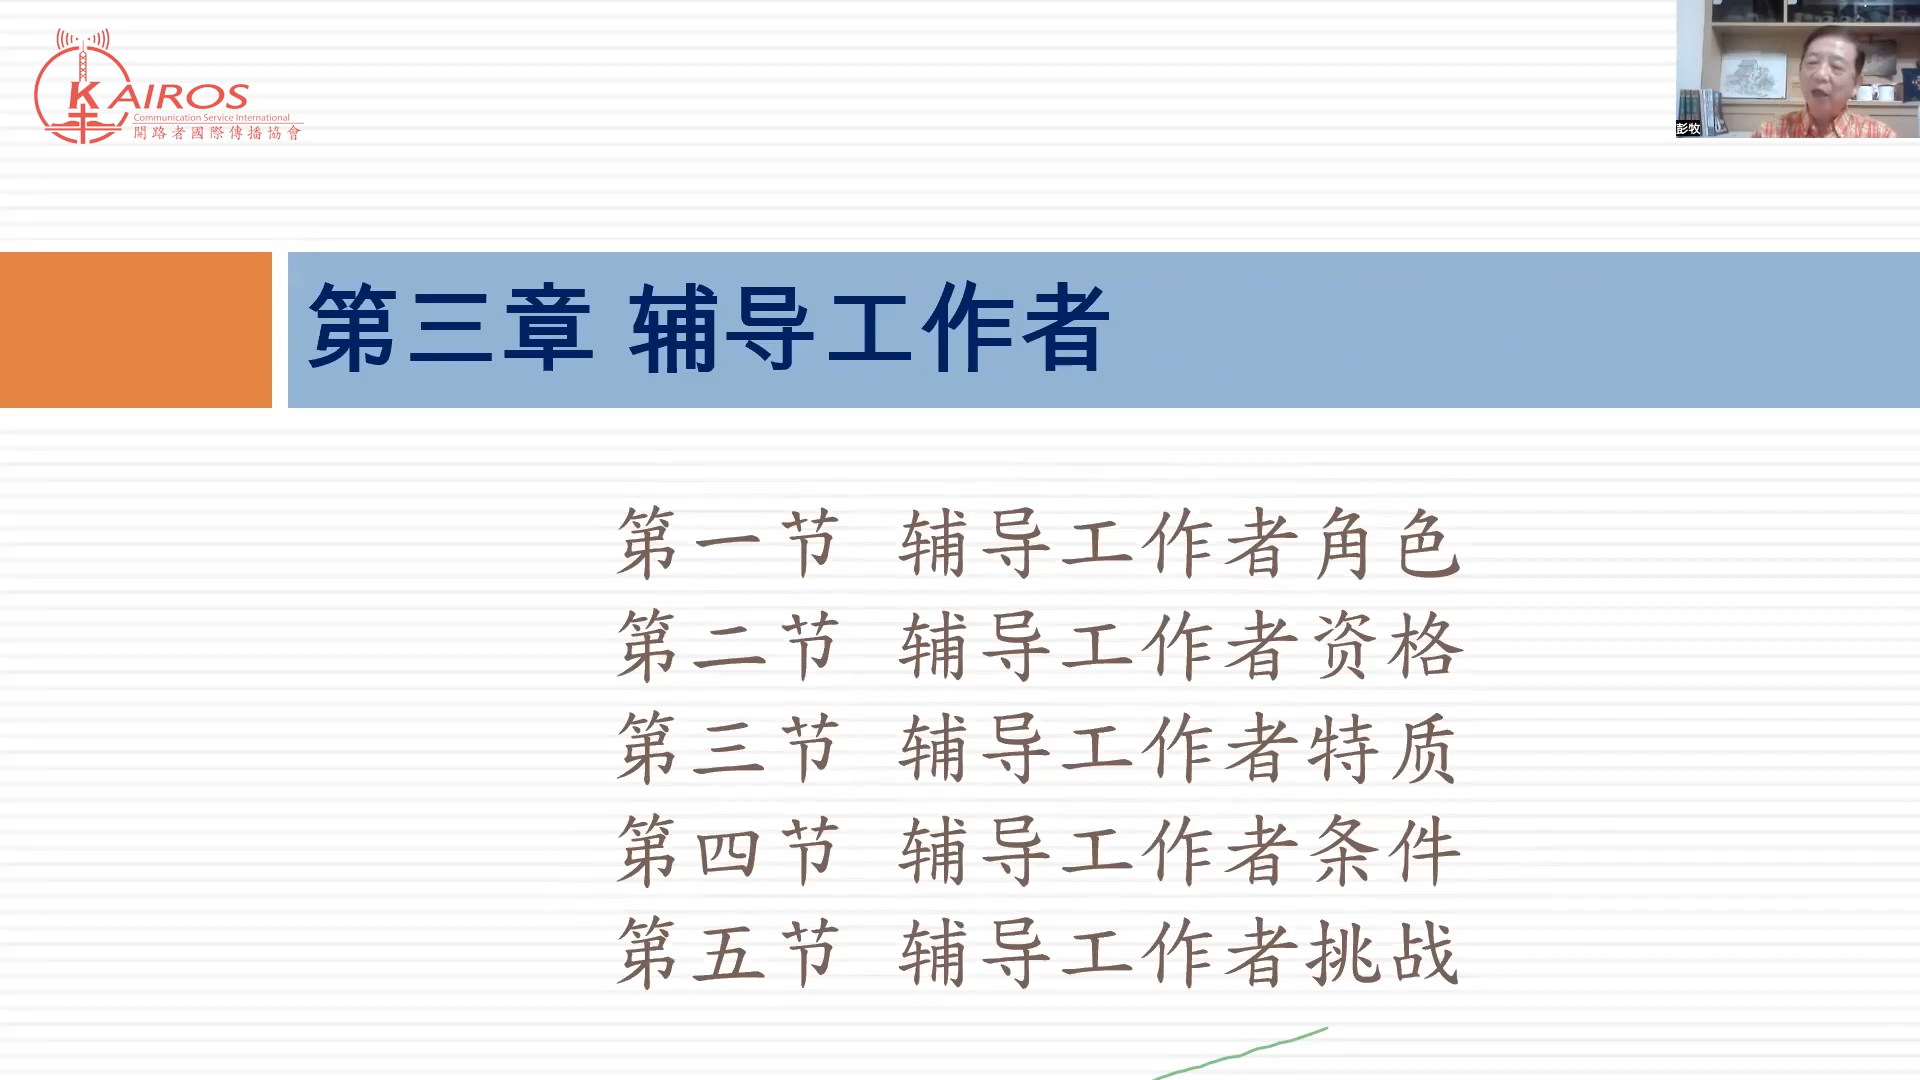 KAIROS
Communication Service International
開路者國際傳播協會
彭牧
第三章 辅导工作者
第一节 辅导工作者角色
第二节 辅导工作者资格
第三节 辅导工作者特质
第四节 辅导工作者条件
第五节 辅导工作者挑战